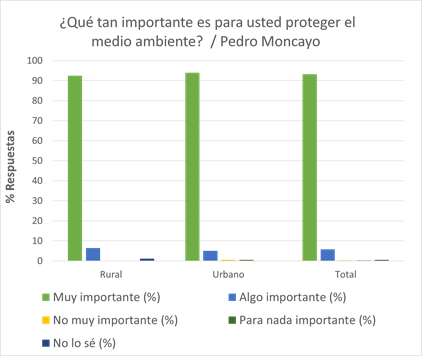 ¿Qué tan importante es para usted proteger el
medio ambiente? / Pedro Moncayo
% Respuestas
100
90
80
70
60
50
40
30
20
10
0
Rural Urbano Total
Muy importante (%) Algo importante (%)
No muy importante (%) Para nada importante (%)
No lo sé (%)